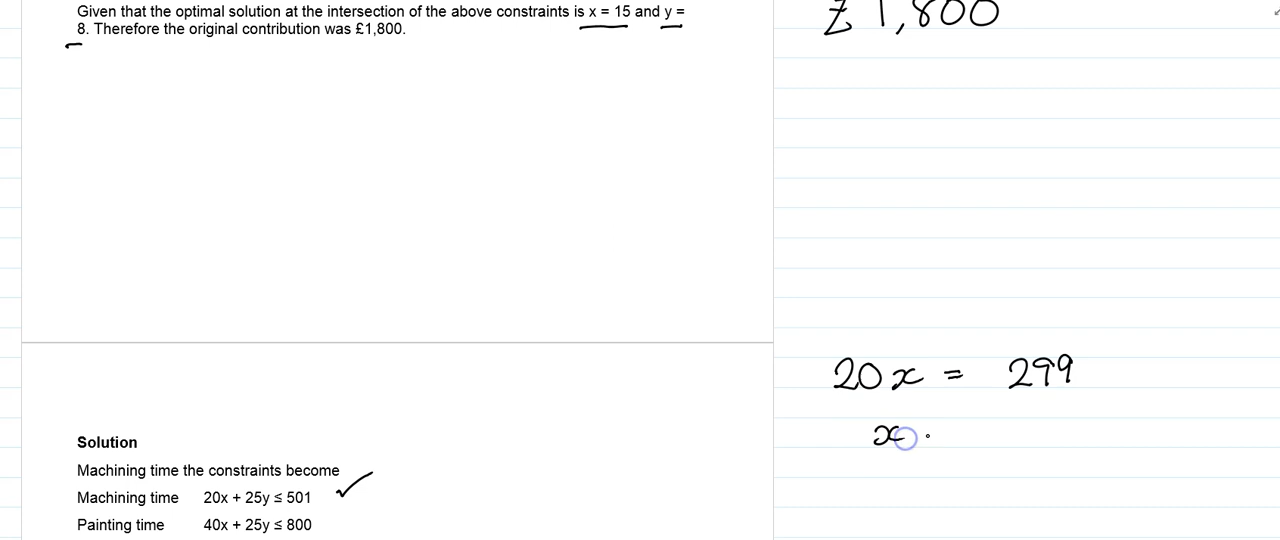 Given that the optimal solution at the intersection of the above constraints is x = 15 and y =
8. Therefore the original contribution was £1,800.
£1,800
20x = 299
x
Solution
Machining time the constraints become
Machining time 20x + 25y ≤ 501
Painting time 40x + 25y ≤ 800